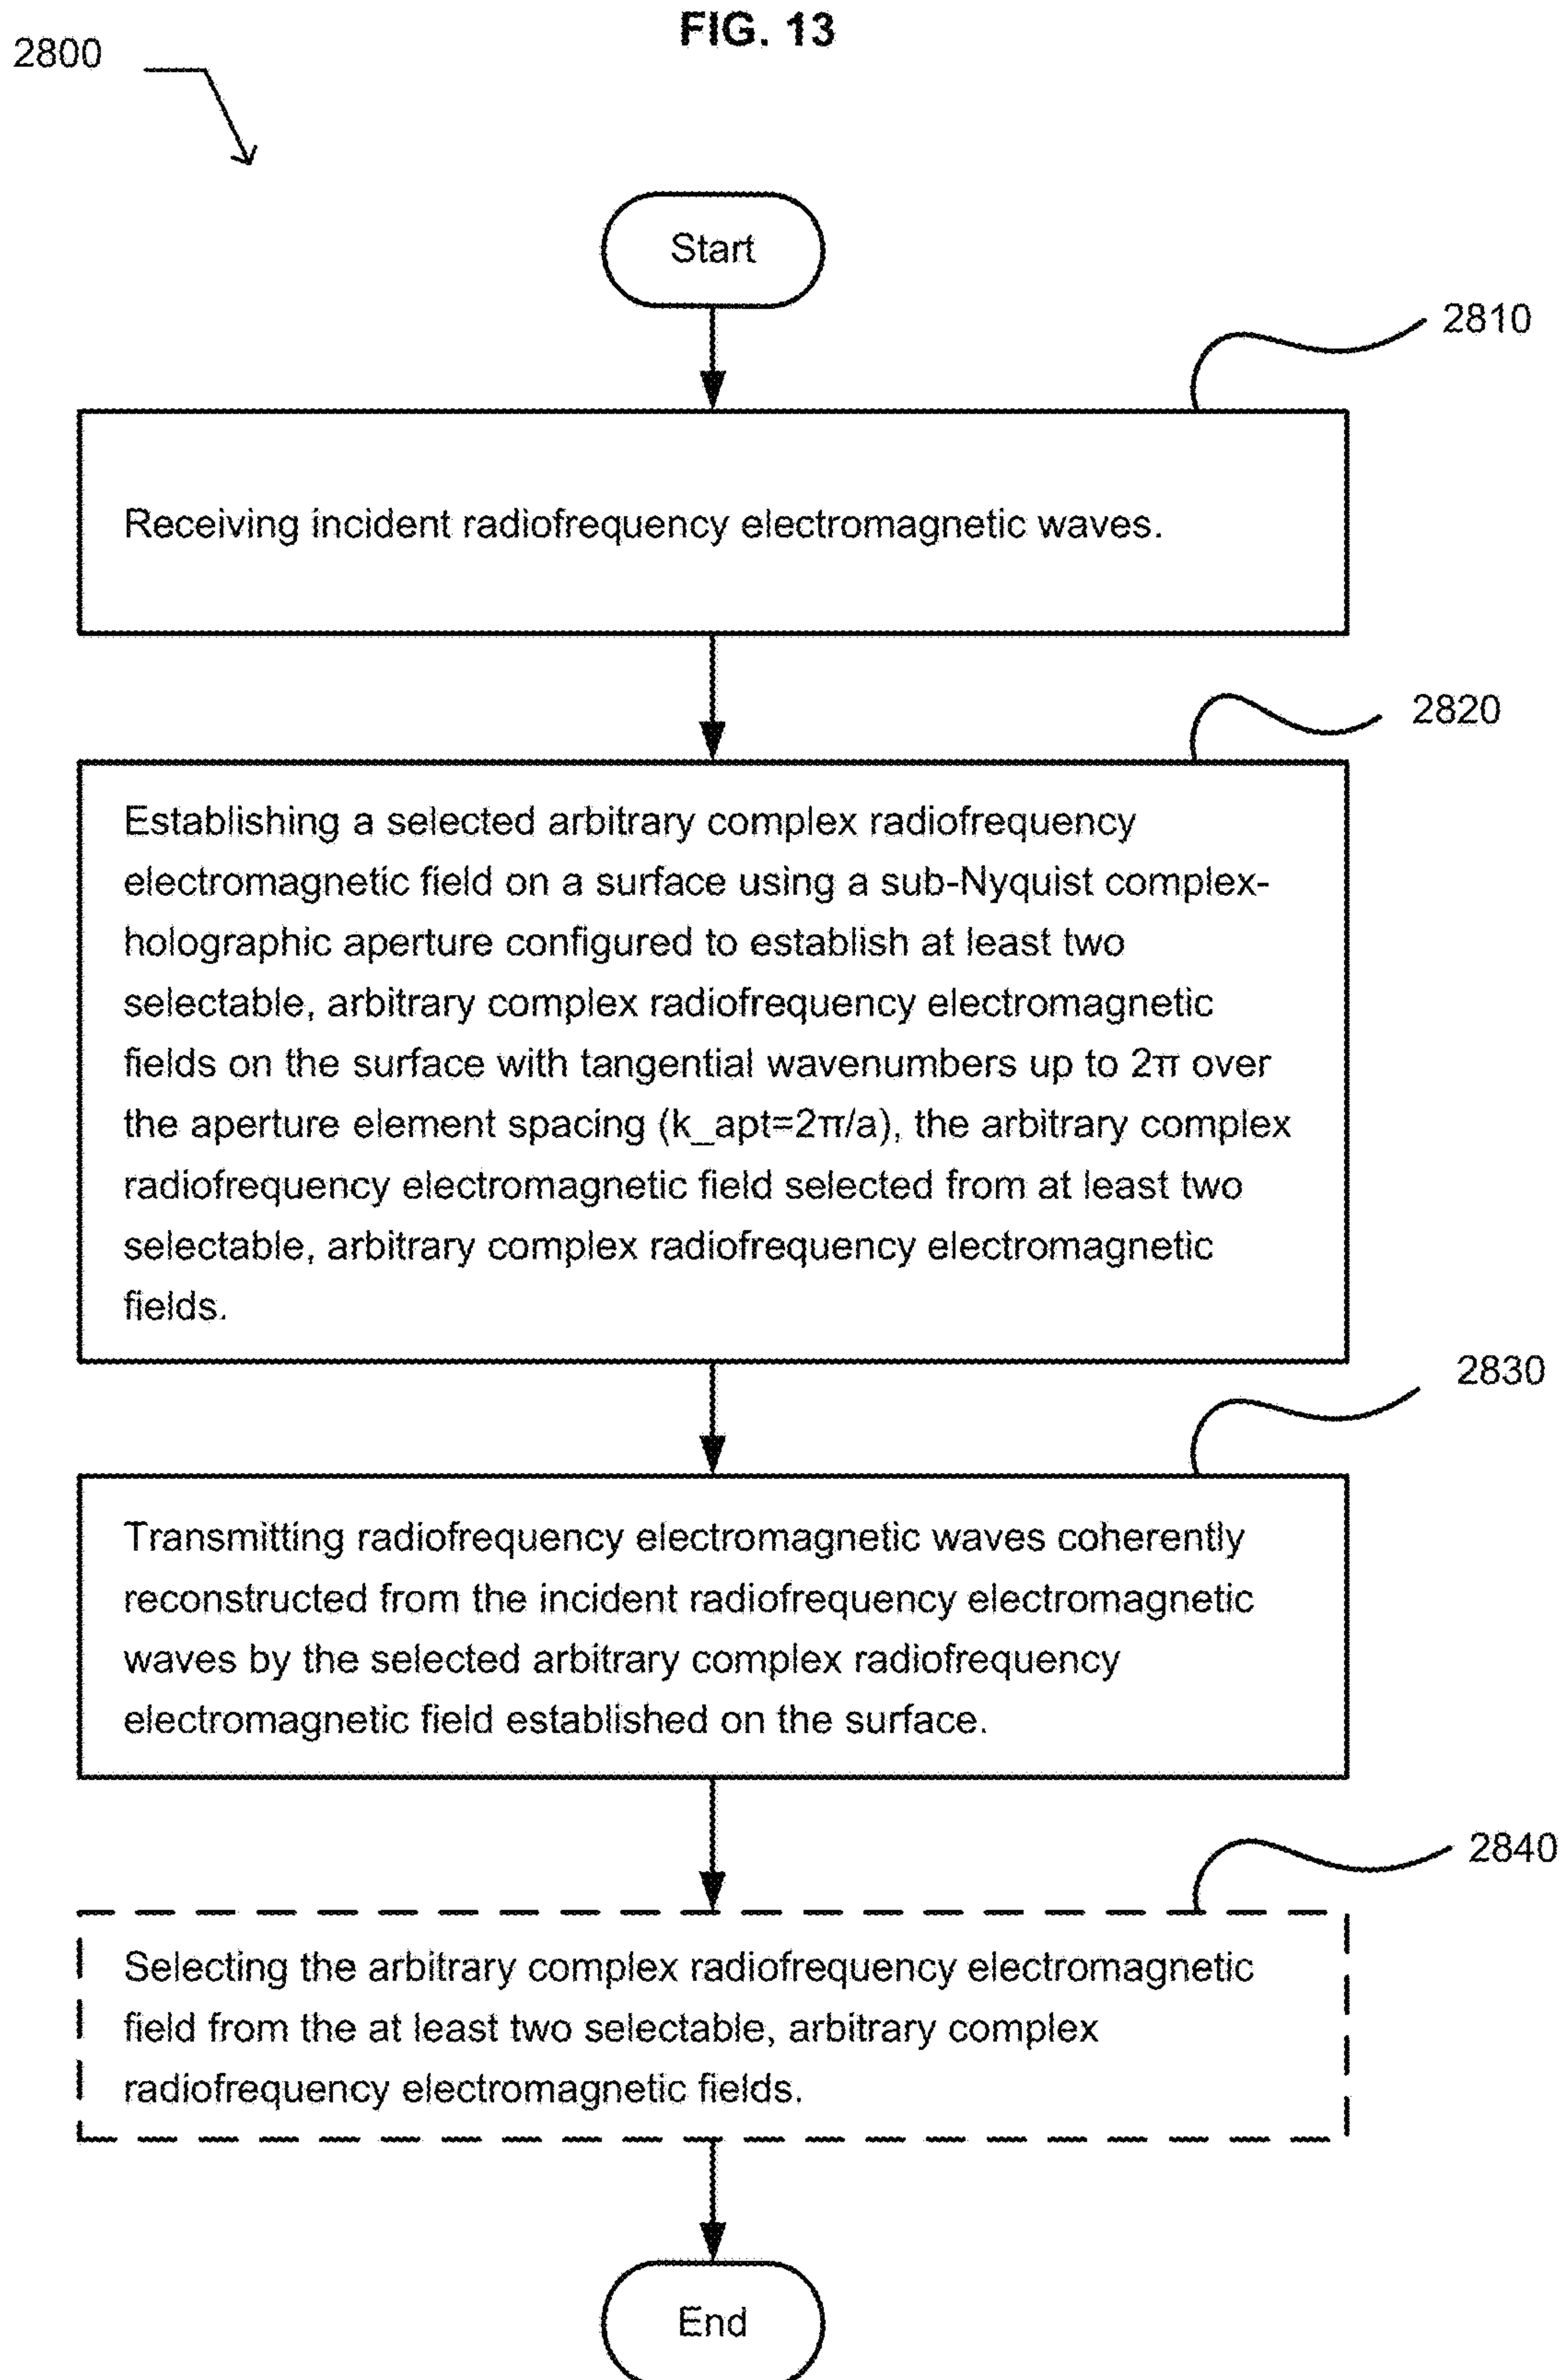 FIG. 13
2800
Start
2810
Receiving incident radiofrequency electromagnetic waves.
2820
Establishing a selected arbitrary complex radiofrequency
electromagnetic field on a surface using a sub-Nyquist complex-
holographic aperture configured to establish at least two
selectable, arbitrary complex radiofrequency electromagnetic
fields on the surface with tangential wavenumbers up to 2π over
the aperture element spacing (k_apt=2π/a), the arbitrary complex
radiofrequency electromagnetic field selected from at least two
selectable, arbitrary complex radiofrequency electromagnetic
fields.
2830
Transmitting radiofrequency electromagnetic waves coherently
reconstructed from the incident radiofrequency electromagnetic
waves by the selected arbitrary complex radiofrequency
electromagnetic field established on the surface.
2840
Selecting the arbitrary complex radiofrequency electromagnetic
field from the at least two selectable, arbitrary complex
radiofrequency electromagnetic fields.
End